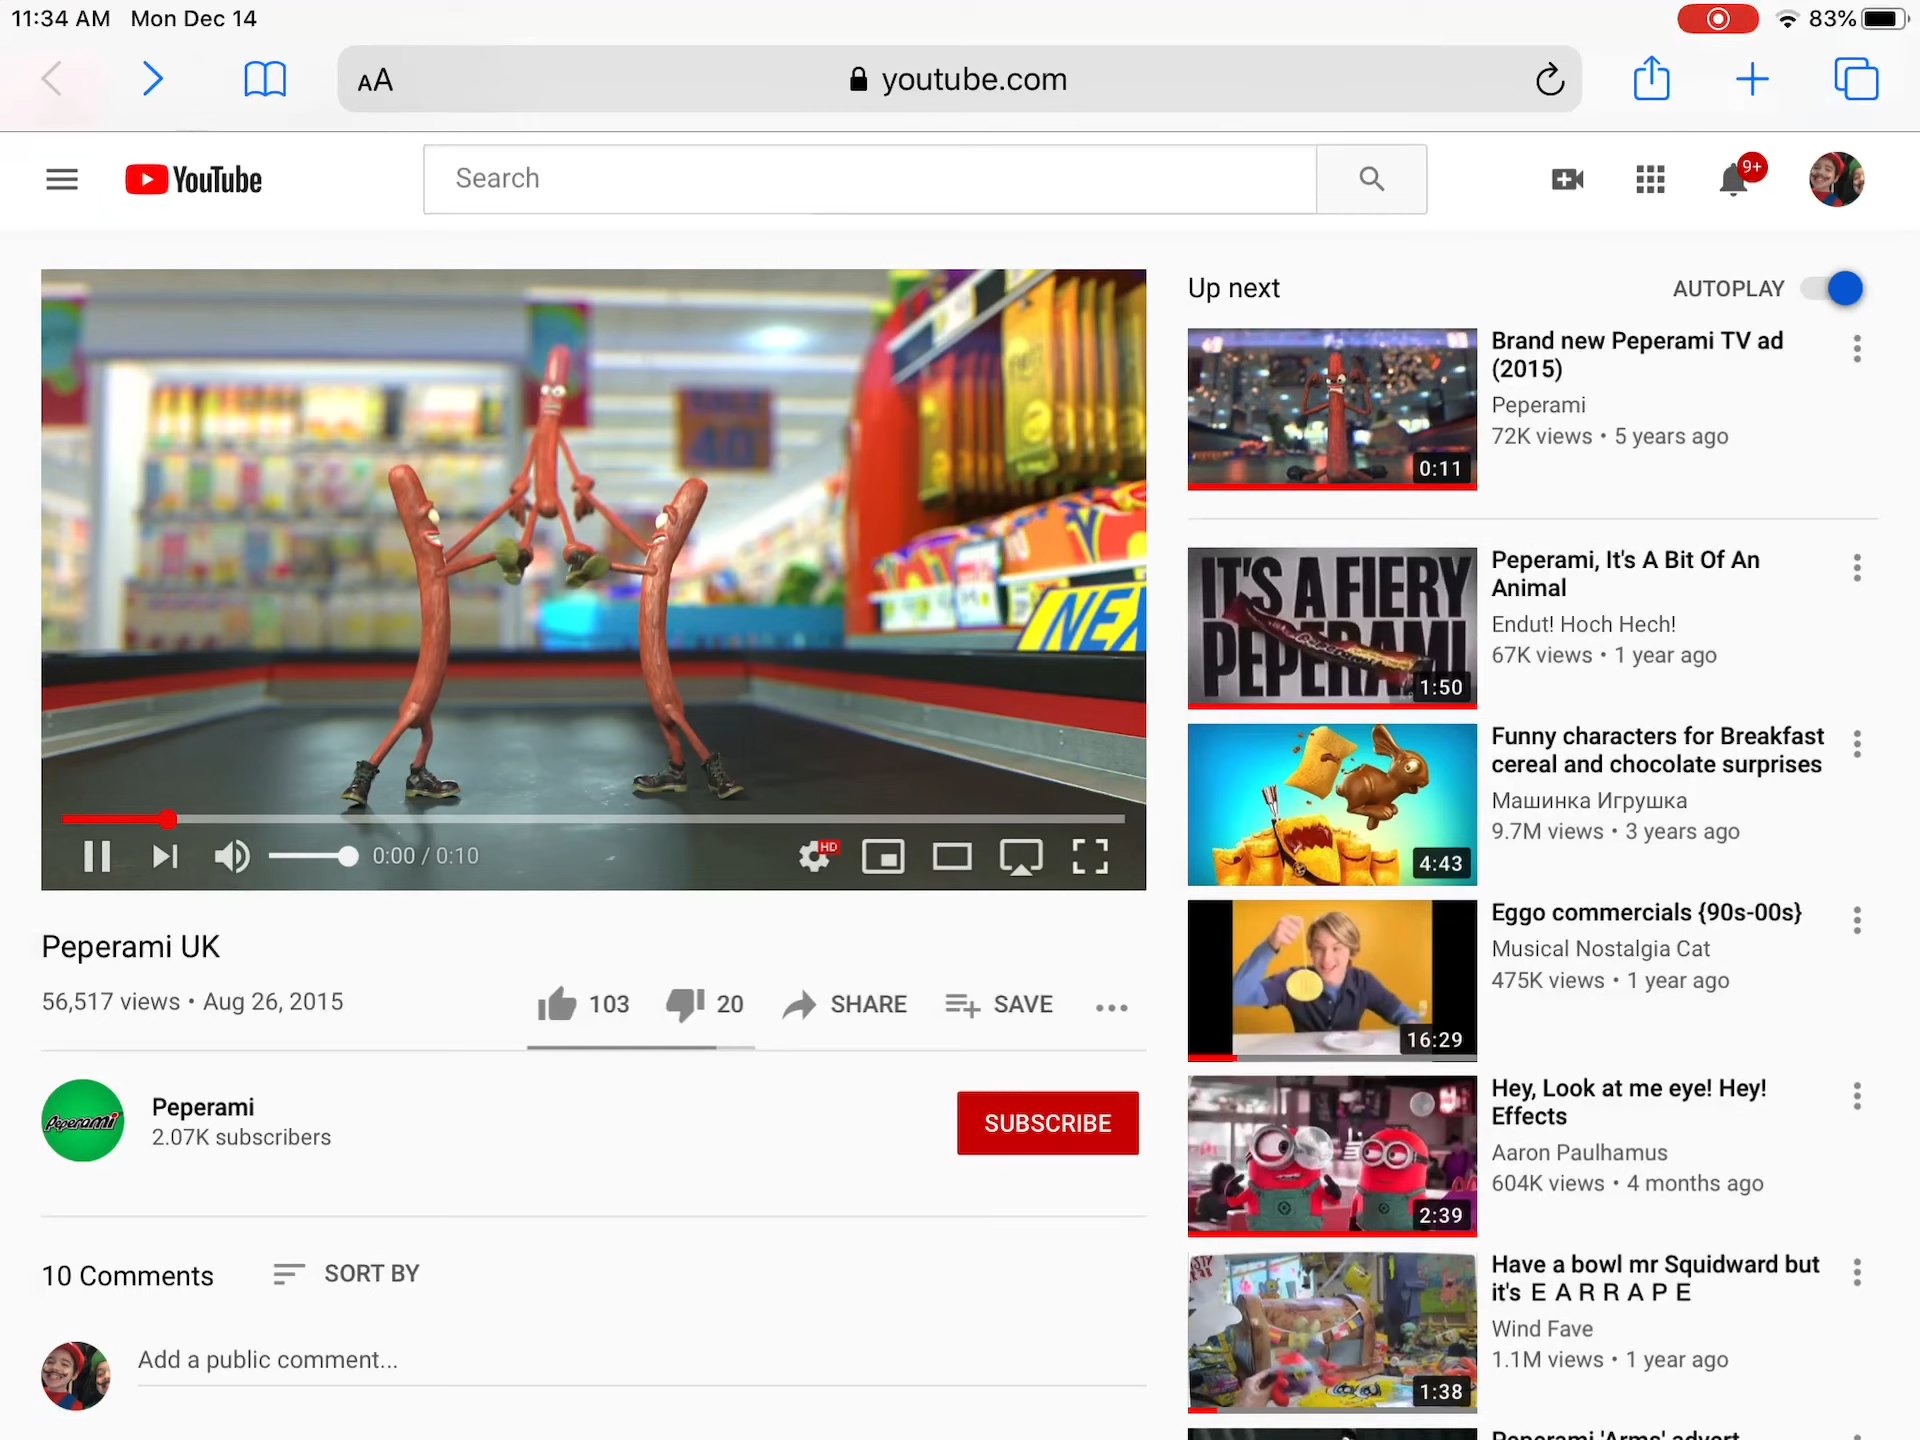 11:34 AM Mon Dec 14
83%
AA
youtube.com
YouTube
Search
9+
NEX
0:00 / 0:10
HD
Peperami UK
56,517 views • Aug 26, 2015
103
20
SHARE
SAVE
Peperami
Peperami
2.07K subscribers
SUBSCRIBE
10 Comments
SORT BY
Add a public comment...
Up next
AUTOPLAY
0:11
Brand new Peperami TV ad
(2015)
Peperami
72K views • 5 years ago
IT'S A FIERY
PEPERAMI
Peperami
1:50
Peperami, It's A Bit Of An
Animal
Endut! Hoch Hech!
67K views • 1 year ago
4:43
Funny characters for Breakfast
cereal and chocolate surprises
Машинка Игрушка
9.7M views • 3 years ago
16:29
Eggo commercials {90s-00s}
Musical Nostalgia Cat
475K views • 1 year ago
2:39
Hey, Look at me eye! Hey!
Effects
Aaron Paulhamus
604K views • 4 months ago
1:38
Have a bowl mr Squidward but
it's E A R R A P E
Wind Fave
1.1M views • 1 year ago
Peperami 'Arms' advert